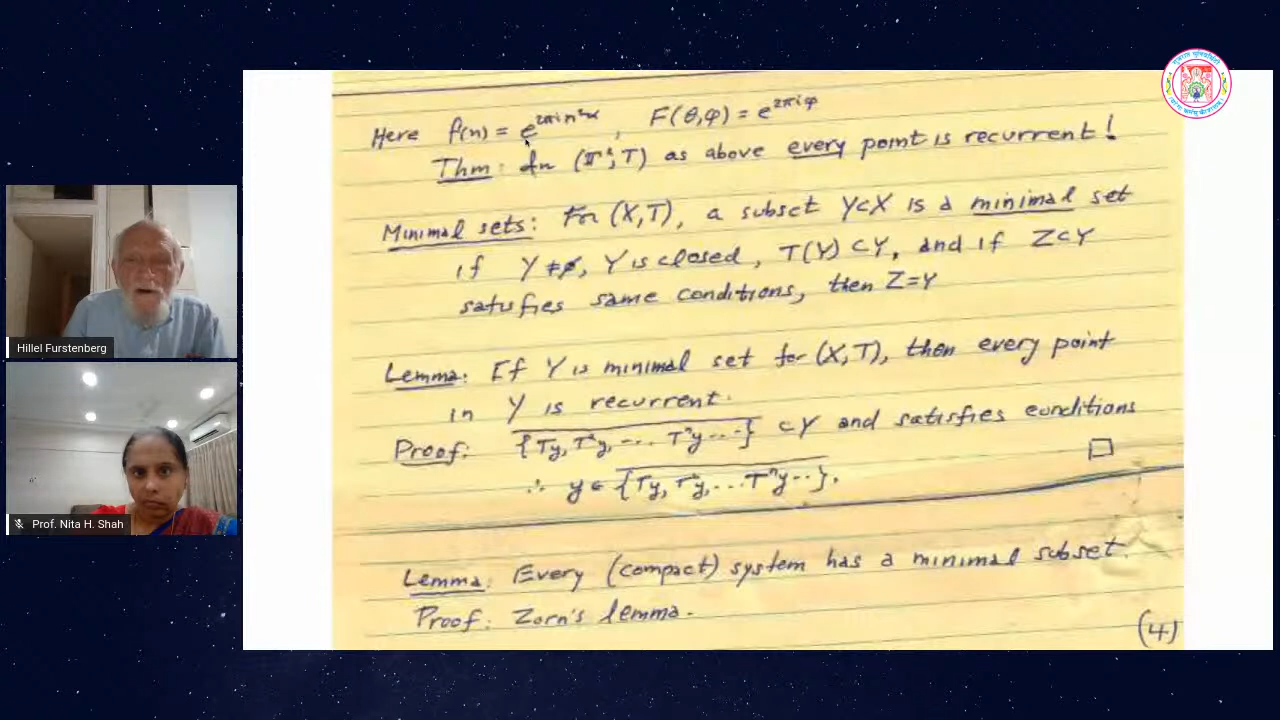 Here f(n) = e^{2πin²α}, F(θ,φ) = e^{2πiφ}
Thm: In (T², T) as above every point is recurrent!
Minimal sets: For (X,T), a subset Y⊂X is a minimal set
if Y ≠ ∅, Y is closed, T(Y) ⊂ Y, and if Z⊂Y
satisfies same conditions, then Z=Y
Lemma: If Y is minimal set for (X,T), then every point
in Y is recurrent.
Proof: \overline{{Ty, T²y, ... Tⁿy ...}} ⊂ Y and satisfies conditions
∴ y ∈ \overline{{Ty, T²y, ... Tⁿy ..}}.
Lemma: Every (compact) system has a minimal subset.
Proof: Zorn's lemma.
(4)
Hillel Furstenberg
Prof. Nita H. Shah